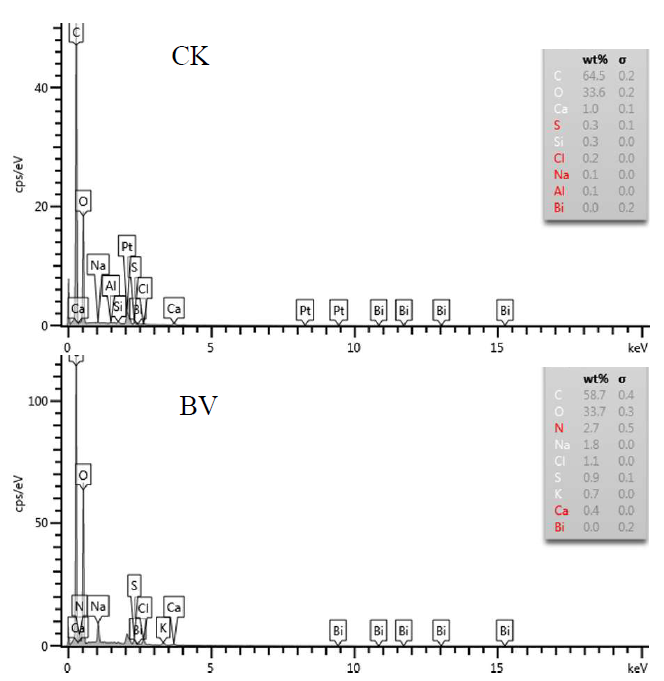 C
CK
wt% σ
C 64.5 0.2
O 33.6 0.2
Ca 1.0 0.1
S 0.3 0.1
Si 0.3 0.0
Cl 0.2 0.0
Na 0.1 0.0
Al 0.1 0.0
Bi 0.0 0.2
40
cps/eV
20
O
Pt
Na
S
Al
Cl
Ca
Si
Bi
Ca
Pt
Pt
Bi
Bi
Bi
Bi
0
0 5 10 15 keV
BV
wt% σ
C 58.7 0.4
O 33.7 0.3
N 2.7 0.5
Na 1.8 0.0
Cl 1.1 0.0
S 0.9 0.1
K 0.7 0.0
Ca 0.4 0.0
Bi 0.0 0.2
100
cps/eV
50
O
S
N
Na
Cl
Ca
Ca
K
Bi
Bi
Bi
Bi
Bi
0
0 5 10 15 keV